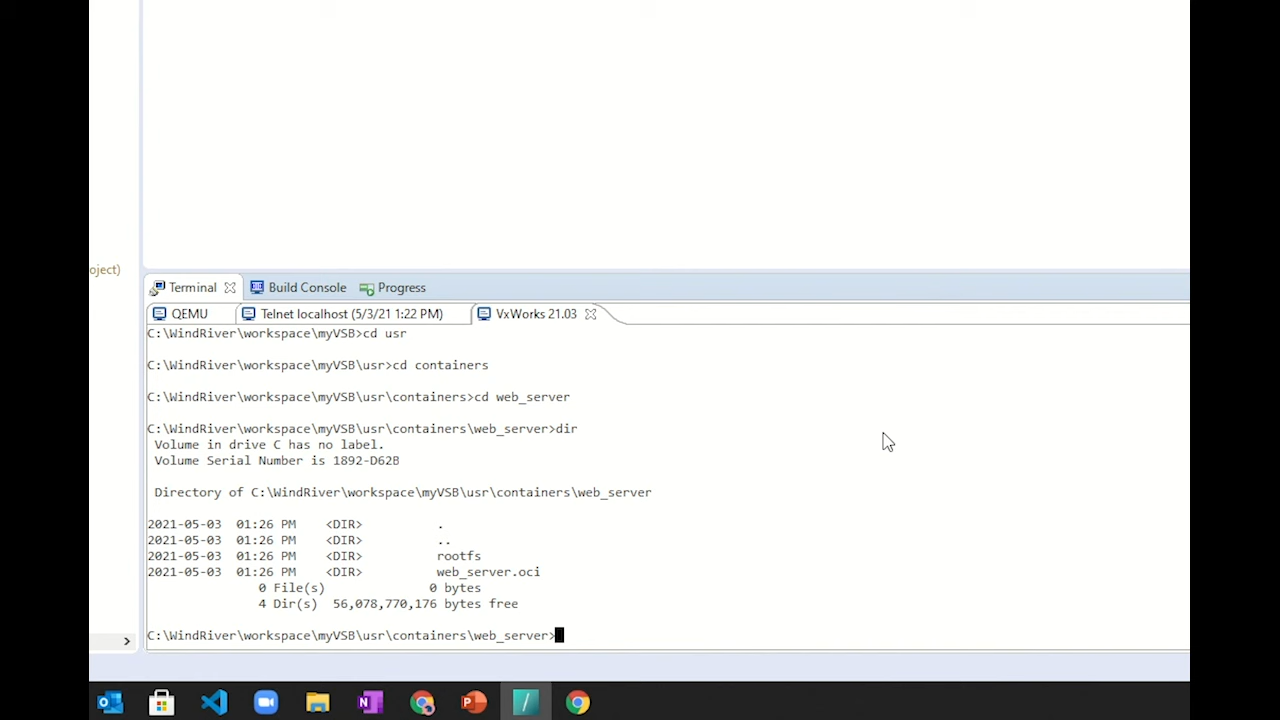 oject)
Terminal
Build Console
Progress
QEMU
Telnet localhost (5/3/21 1:22 PM)
VxWorks 21.03
C:\WindRiver\workspace\myVSB>cd usr
C:\WindRiver\workspace\myVSB\usr>cd containers
C:\WindRiver\workspace\myVSB\usr\containers>cd web_server
C:\WindRiver\workspace\myVSB\usr\containers\web_server>dir
Volume in drive C has no label.
Volume Serial Number is 1892-D62B
Directory of C:\WindRiver\workspace\myVSB\usr\containers\web_server
2021-05-03 01:26 PM <DIR> .
2021-05-03 01:26 PM <DIR> ..
2021-05-03 01:26 PM <DIR> rootfs
2021-05-03 01:26 PM <DIR> web_server.oci
0 File(s) 0 bytes
4 Dir(s) 56,078,770,176 bytes free
C:\WindRiver\workspace\myVSB\usr\containers\web_server>